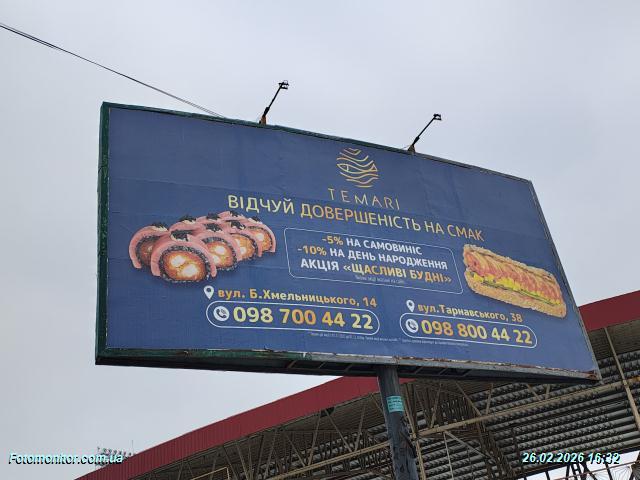 TEMARI
ВІДЧУЙ ДОВЕРШЕНІСТЬ НА СМАК
-5% НА САМОВИНІС
-10% НА ДЕНЬ НАРОДЖЕННЯ
АКЦІЯ «ЩАСЛИВІ БУДНІ»
вул. Б.Хмельницького, 14
098 700 44 22
вул.Тарнавського, 38
098 800 44 22
Fotomonitor.com.ua
26.02.2026 16:32